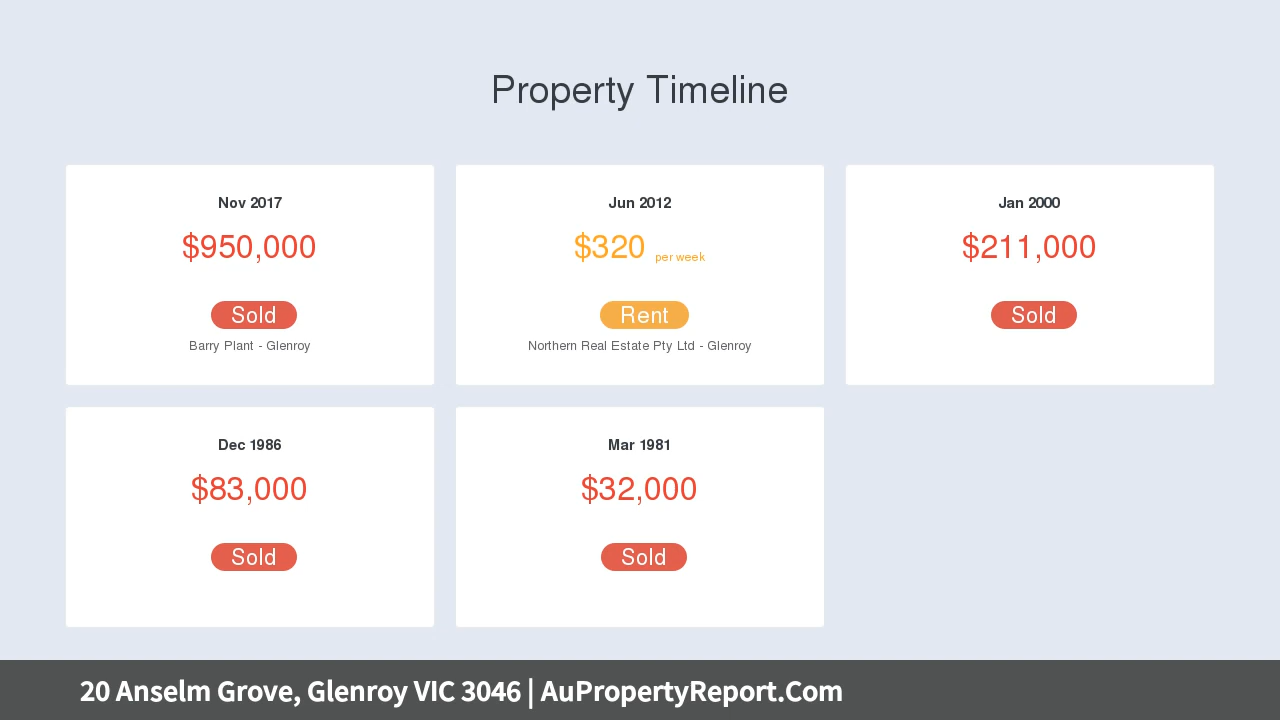 Property Timeline
Nov 2017
$950,000
Sold
Barry Plant - Glenroy
Jun 2012
$320 per week
Rent
Northern Real Estate Pty Ltd - Glenroy
Jan 2000
$211,000
Sold
Dec 1986
$83,000
Sold
Mar 1981
$32,000
Sold
20 Anselm Grove, Glenroy VIC 3046 | AuPropertyReport.Com